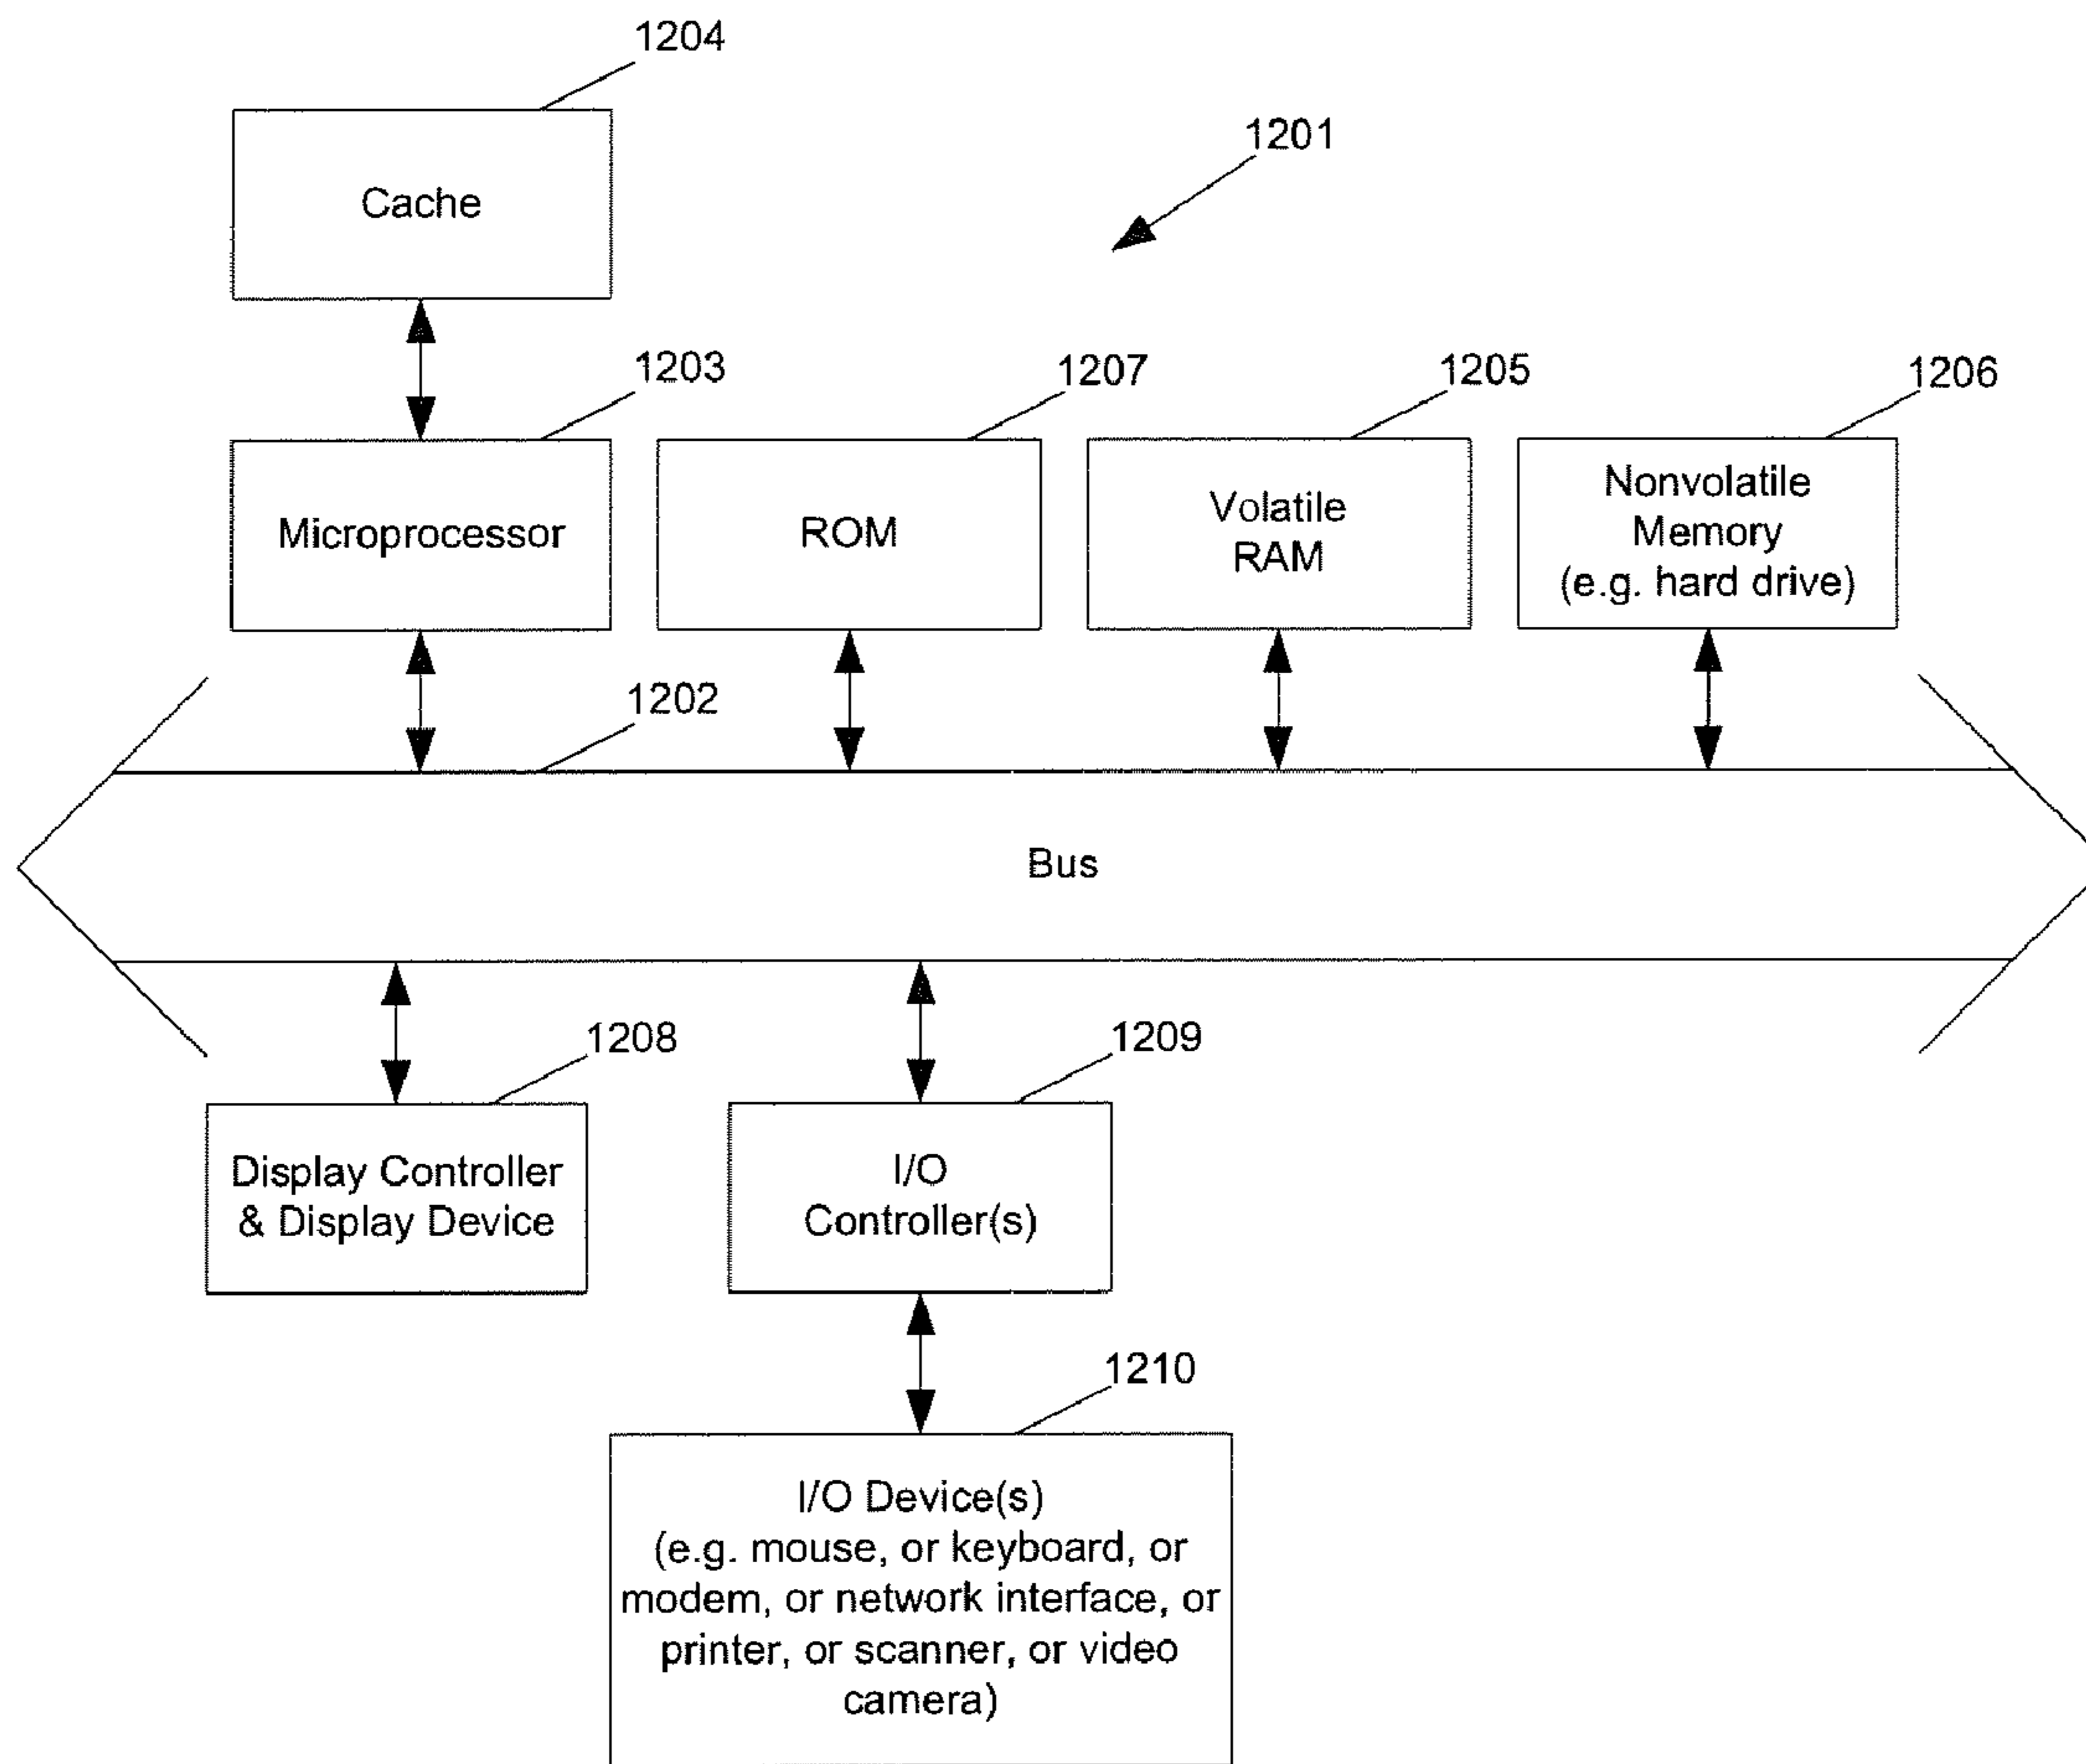 1204
Cache
1201
1203
1207
1205
1206
Microprocessor
ROM
Volatile
RAM
Nonvolatile
Memory
(e.g. hard drive)
1202
Bus
1208
1209
Display Controller
& Display Device
I/O
Controller(s)
1210
I/O Device(s)
(e.g. mouse, or keyboard, or
modem, or network interface, or
printer, or scanner, or video
camera)